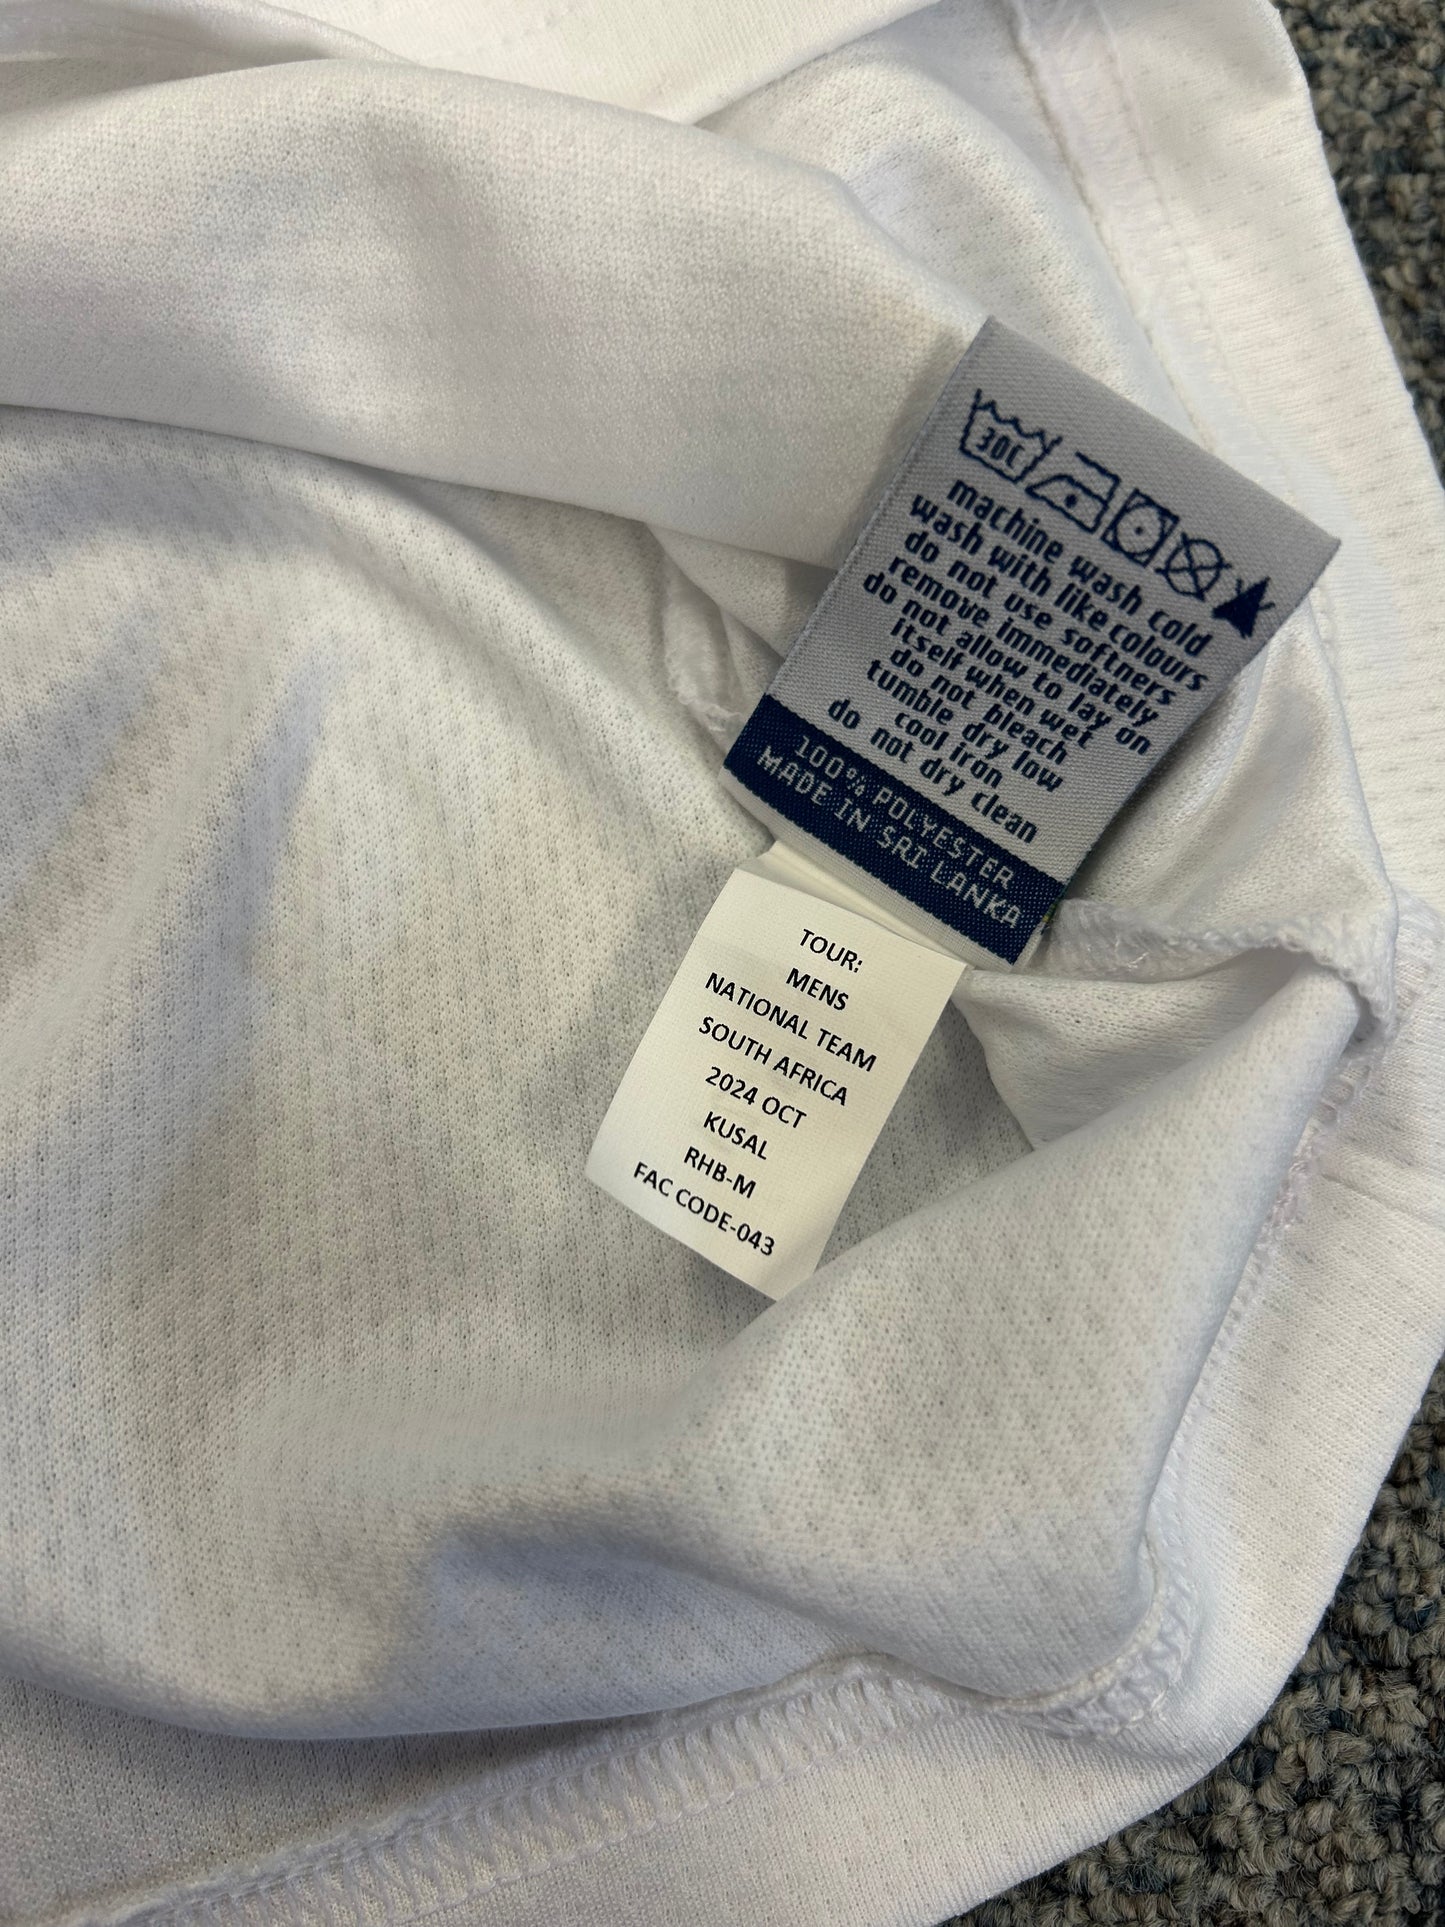 30C
machine wash cold
wash with like colours
do not use softners
remove immediately
do not allow to lay on
itself when wet
do not bleach
tumble dry low
cool iron
do not dry clean
100% POLYESTER
MADE IN SRI LANKA
TOUR:
MENS
NATIONAL TEAM
SOUTH AFRICA
2024 OCT
KUSAL
RHB-M
FAC CODE-043